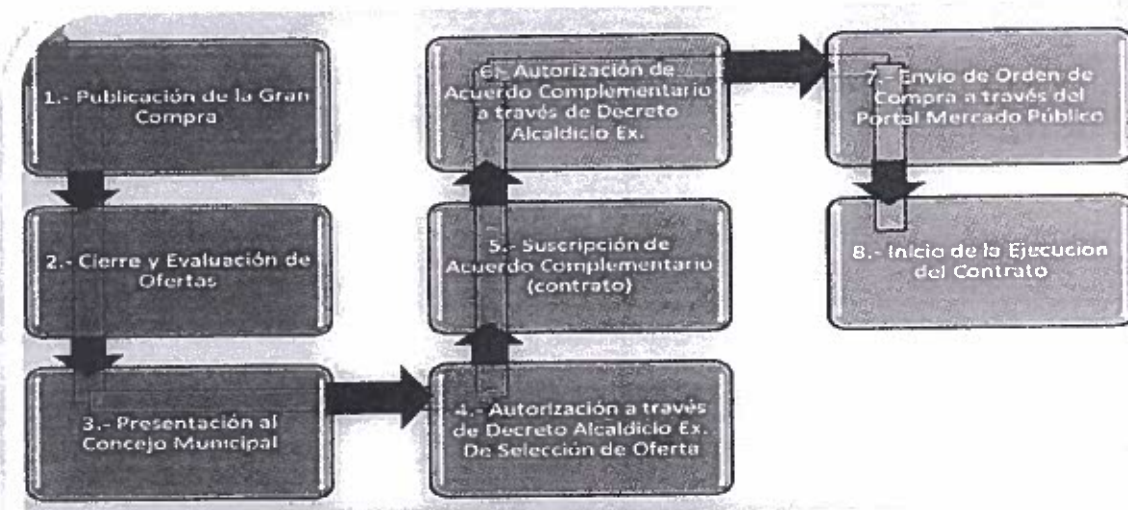 1.- Publicación de la Gran
Compra
2.- Cierre y Evaluación de
Ofertas
3.- Presentación al
Concejo Municipal
4.- Autorización a través
de Decreto Alcaldicio Ex.
De Selección de Oferta
5.- Suscripción de
Acuerdo Complementario
(contrato)
6.- Autorización de
Acuerdo Complementario
a través de Decreto
Alcaldicio Ex.
7.- Envío de Orden de
Compra a través del
Portal Mercado Público
8.- Inicio de la Ejecucion
del Contrato